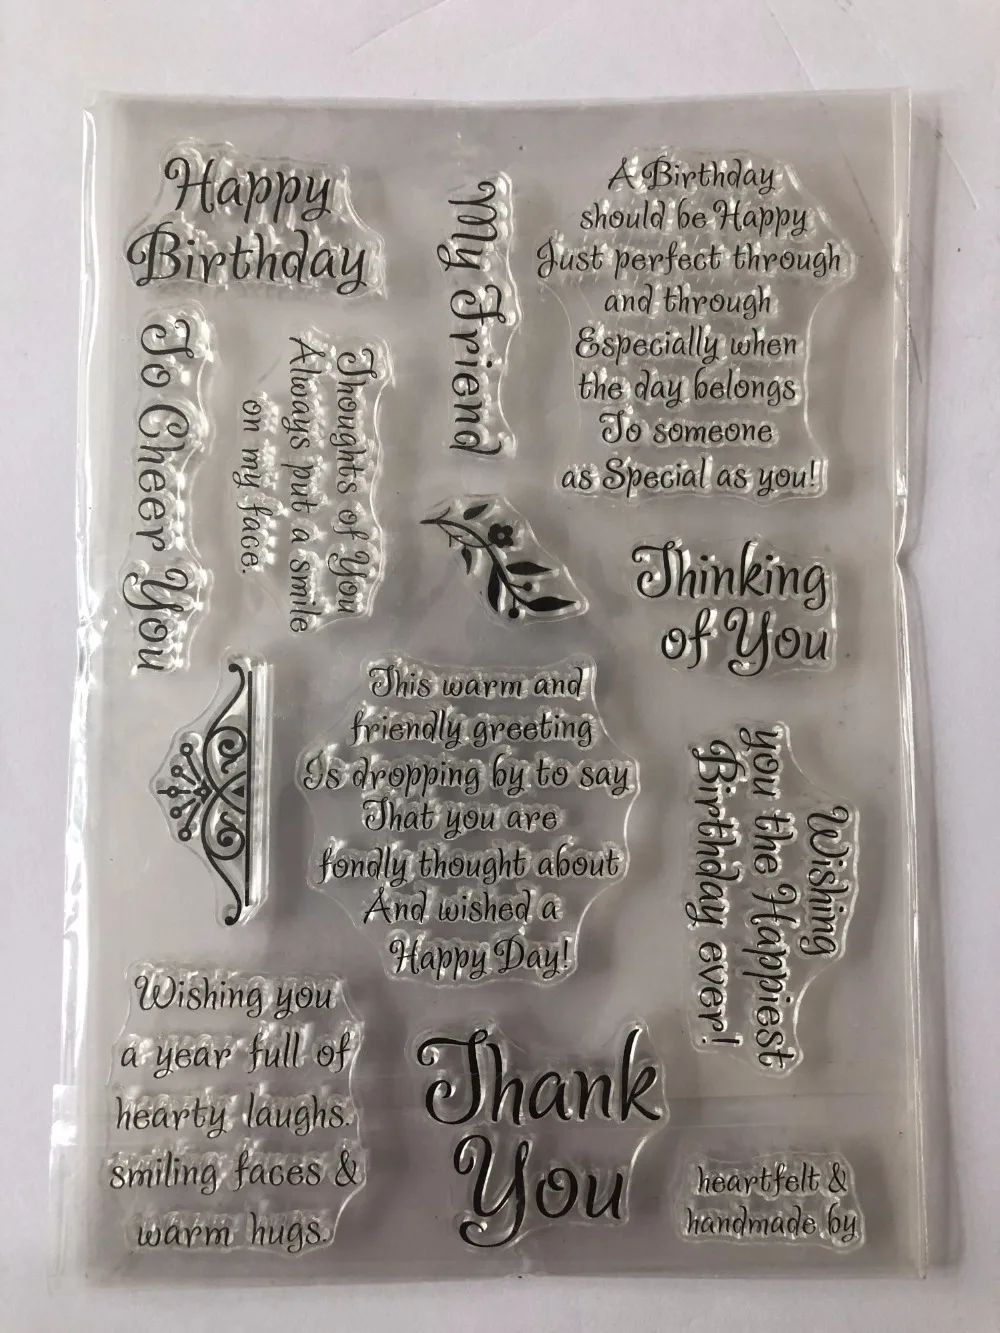 Happy
Birthday
My Friend
A Birthday
should be Happy
Just perfect through
and through
Especially when
the day belongs
To someone
as Special as you!
To Cheer You
Thoughts of You
Always put a smile
on my face.
Thinking
of You
This warm and
friendly greeting
Is dropping by to say
That you are
fondly thought about
And wished a
Happy Day!
Wishing
you the Happiest
Birthday ever!
Wishing you
a year full of
hearty laughs.
smiling faces &
warm hugs.
Thank
You
heartfelt &
handmade by